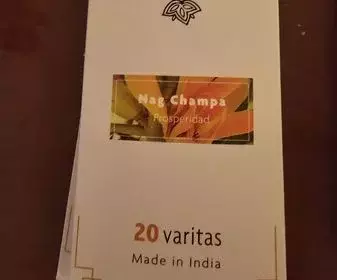 Nag Champa
Prosperidad
20 varitas
Made in India